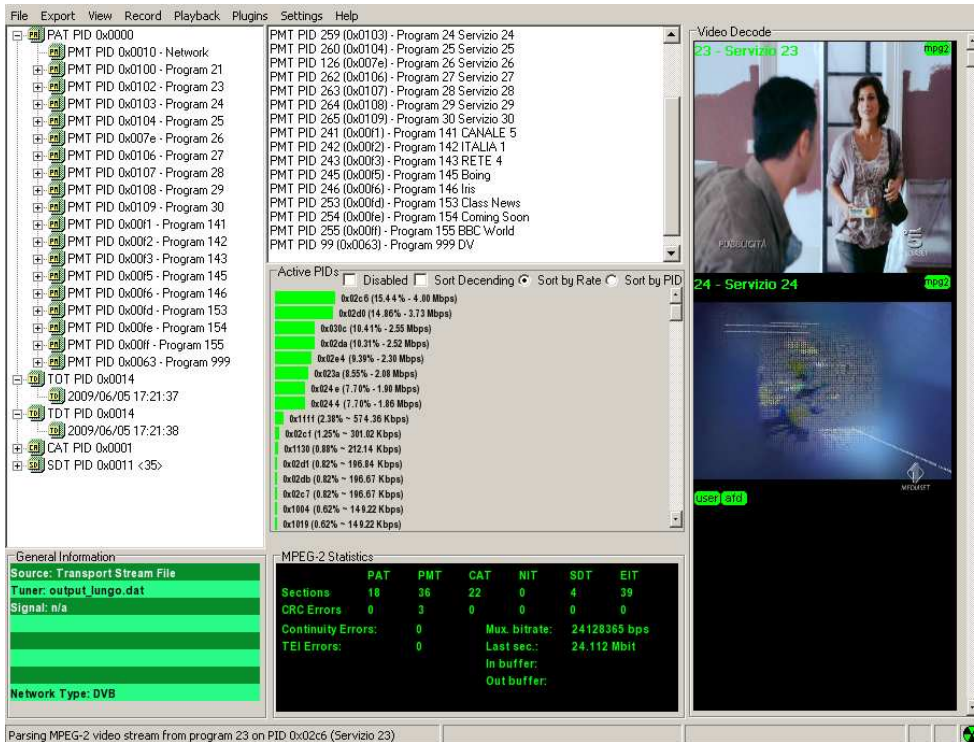 File Export View Record Playback Plugins Settings Help
PAT PID 0x0000
PMT PID 0x0010 - Network
PMT PID 0x0100 - Program 21
PMT PID 0x0102 - Program 23
PMT PID 0x0103 - Program 24
PMT PID 0x0104 - Program 25
PMT PID 0x007e - Program 26
PMT PID 0x0106 - Program 27
PMT PID 0x0107 - Program 28
PMT PID 0x0108 - Program 29
PMT PID 0x0109 - Program 30
PMT PID 0x00f1 - Program 141
PMT PID 0x00f2 - Program 142
PMT PID 0x00f3 - Program 143
PMT PID 0x00f5 - Program 145
PMT PID 0x00f6 - Program 146
PMT PID 0x00fd - Program 153
PMT PID 0x00fe - Program 154
PMT PID 0x00ff - Program 155
PMT PID 0x0063 - Program 999
TOT PID 0x0014
2009/06/05 17:21:37
TDT PID 0x0014
2009/06/05 17:21:38
CAT PID 0x0001
SDT PID 0x0011 <35>
PMT PID 259 (0x0103) - Program 24 Servizio 24
PMT PID 260 (0x0104) - Program 25 Servizio 25
PMT PID 126 (0x007e) - Program 26 Servizio 26
PMT PID 262 (0x0106) - Program 27 Servizio 27
PMT PID 263 (0x0107) - Program 28 Servizio 28
PMT PID 264 (0x0108) - Program 29 Servizio 29
PMT PID 265 (0x0109) - Program 30 Servizio 30
PMT PID 241 (0x00f1) - Program 141 CANALE 5
PMT PID 242 (0x00f2) - Program 142 ITALIA 1
PMT PID 243 (0x00f3) - Program 143 RETE 4
PMT PID 245 (0x00f5) - Program 145 Boing
PMT PID 246 (0x00f6) - Program 146 Iris
PMT PID 253 (0x00fd) - Program 153 Class News
PMT PID 254 (0x00fe) - Program 154 Coming Soon
PMT PID 255 (0x00ff) - Program 155 BBC World
PMT PID 99 (0x0063) - Program 999 DV
Active PIDs
Disabled Sort Decending Sort by Rate Sort by PID
0x02c6 (15.44% - 4.00 Mbps)
0x02d0 (14.86% - 3.73 Mbps)
0x030c (10.41% - 2.55 Mbps)
0x02da (10.31% - 2.52 Mbps)
0x02e4 (9.39% - 2.30 Mbps)
0x023a (8.55% - 2.08 Mbps)
0x024e (7.70% - 1.90 Mbps)
0x0244 (7.70% - 1.86 Mbps)
0x1fff (2.38% ~ 574.36 Kbps)
0x02cf (1.25% ~ 301.02 Kbps)
0x1130 (0.88% ~ 212.14 Kbps)
0x02d1 (0.82% ~ 196.84 Kbps)
0x02db (0.82% ~ 196.67 Kbps)
0x02c7 (0.82% ~ 196.67 Kbps)
0x1004 (0.62% ~ 149.22 Kbps)
0x1019 (0.62% ~ 149.22 Kbps)
Video Decode
23 - Servizio 23 mpg2
PUBBLICITÀ
5
24 - Servizio 24 mpg2
MEDIASET
user afd
General Information
Source: Transport Stream File
Tuner: output_lungo.dat
Signal: n/a
Network Type: DVB
MPEG-2 Statistics
PAT PMT CAT NIT SDT EIT
Sections 18 36 22 0 4 39
CRC Errors 0 3 0 0 0 0
Continuity Errors: 0 Mux. bitrate: 24128365 bps
TEI Errors: 0 Last sec.: 24.112 Mbit
In buffer:
Out buffer:
Parsing MPEG-2 video stream from program 23 on PID 0x02c6 (Servizio 23)